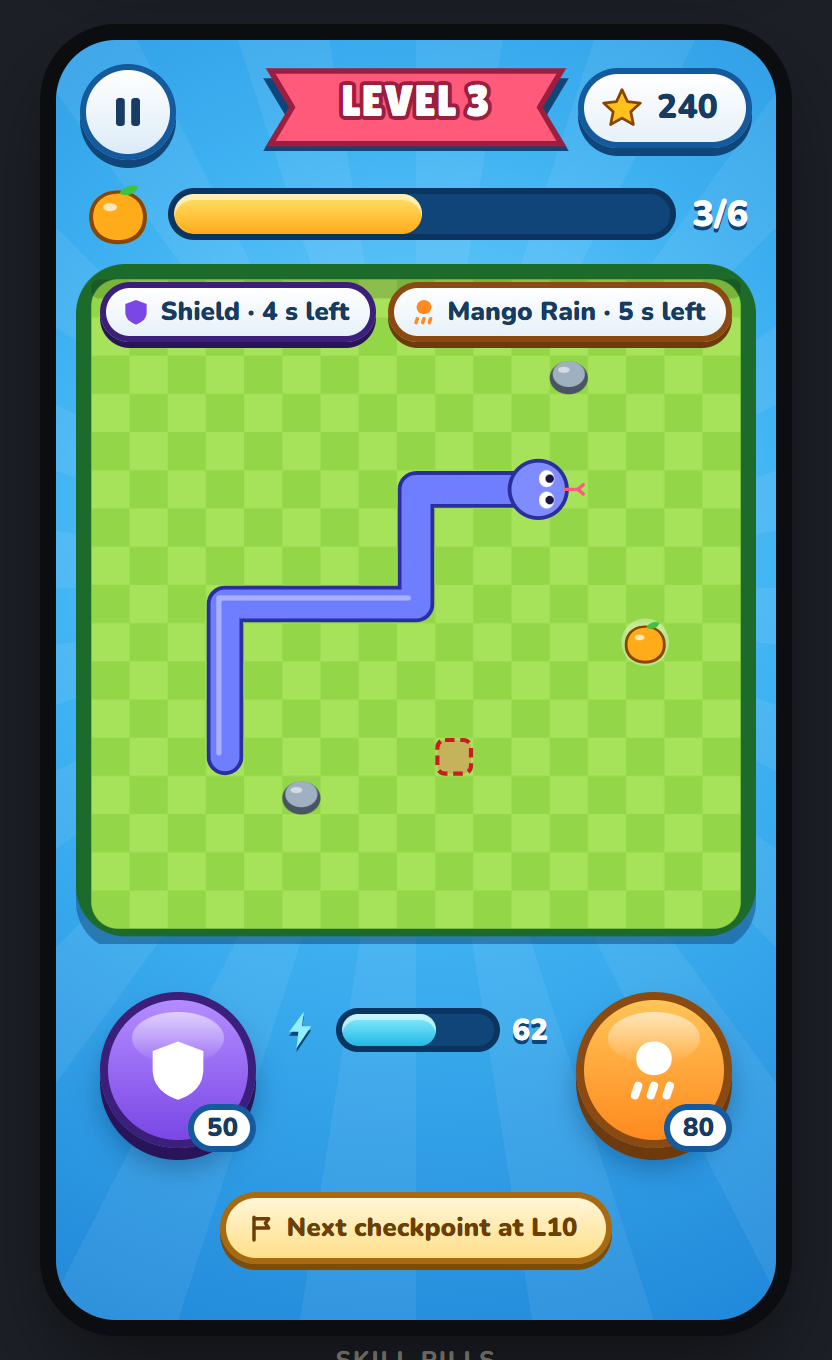 LEVEL 3
240
3/6
Shield · 4 s left
Mango Rain · 5 s left
62
50
80
Next checkpoint at L10